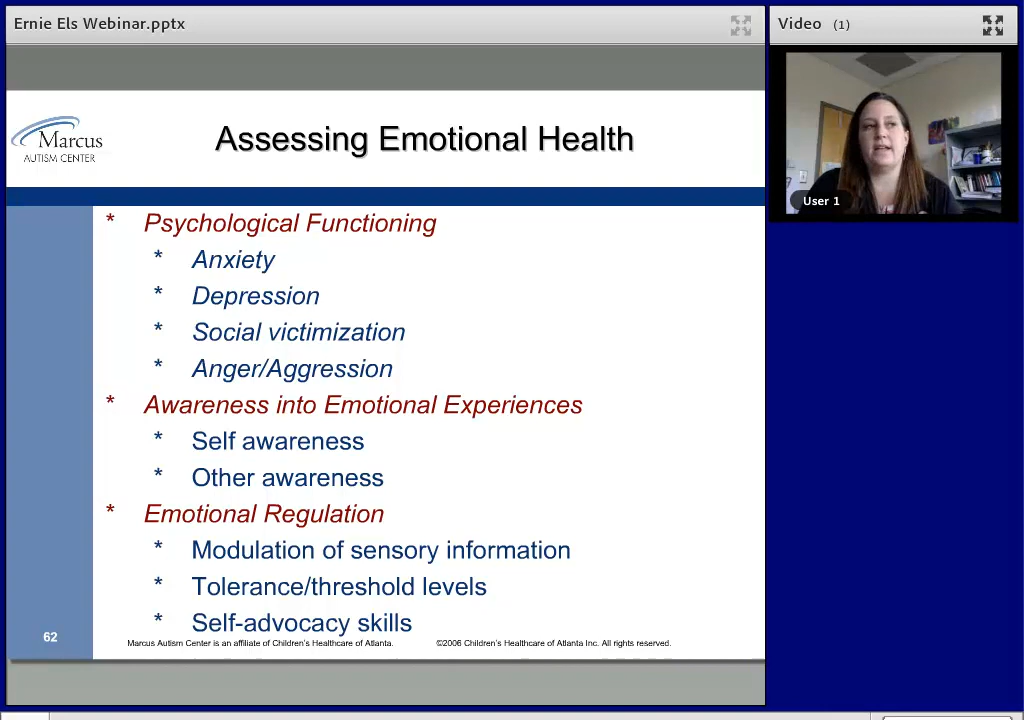 Ernie Els Webinar.pptx
Video (1)
Marcus
AUTISM CENTER
Assessing Emotional Health
User 1
* Psychological Functioning
* Anxiety
* Depression
* Social victimization
* Anger/Aggression
* Awareness into Emotional Experiences
* Self awareness
* Other awareness
* Emotional Regulation
* Modulation of sensory information
* Tolerance/threshold levels
* Self-advocacy skills
62
Marcus Autism Center is an affiliate of Children's Healthcare of Atlanta. ©2006 Children's Healthcare of Atlanta Inc. All rights reserved.